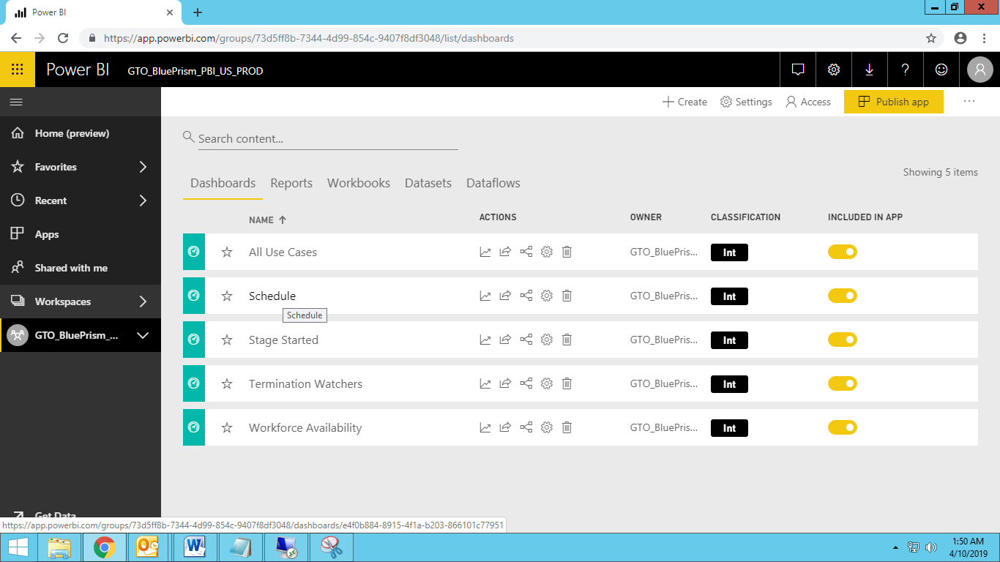 Power BI
https://app.powerbi.com/groups/73d5ff8b-7344-4d99-854c-9407f8df3048/list/dashboards
Power BI GTO_BluePrism_PBI_US_PROD
Create Settings Access Publish app
Home (preview)
Favorites
Recent
Apps
Shared with me
Workspaces
GTO_BluePrism_...
Get Data
Search content...
Showing 5 items
Dashboards Reports Workbooks Datasets Dataflows
NAME ACTIONS OWNER CLASSIFICATION INCLUDED IN APP
All Use Cases GTO_BluePris... Int
Schedule GTO_BluePris... Int
Schedule
Stage Started GTO_BluePris... Int
Termination Watchers GTO_BluePris... Int
Workforce Availability GTO_BluePris... Int
https://app.powerbi.com/groups/73d5ff8b-7344-4d99-854c-9407f8df3048/dashboards/e4f0b884-8915-4f1a-b203-866101c77951
1:50 AM
4/10/2019